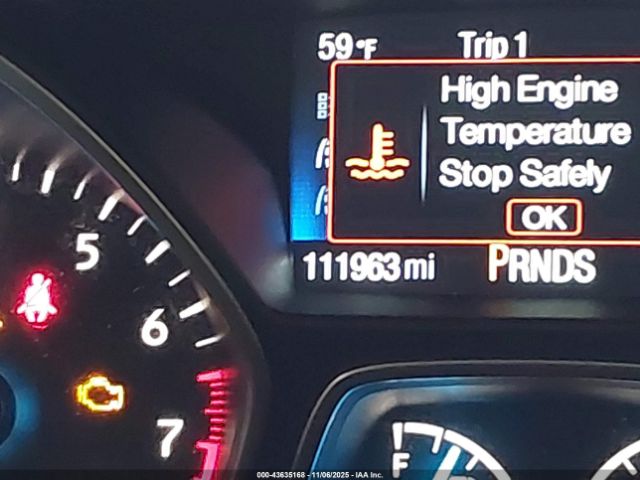 59°F Trip 1
High Engine
Temperature
Stop Safely
OK
111963 mi PRNDS
5
6
7
F
000-43635168 - 11/06/2025 - IAA Inc.